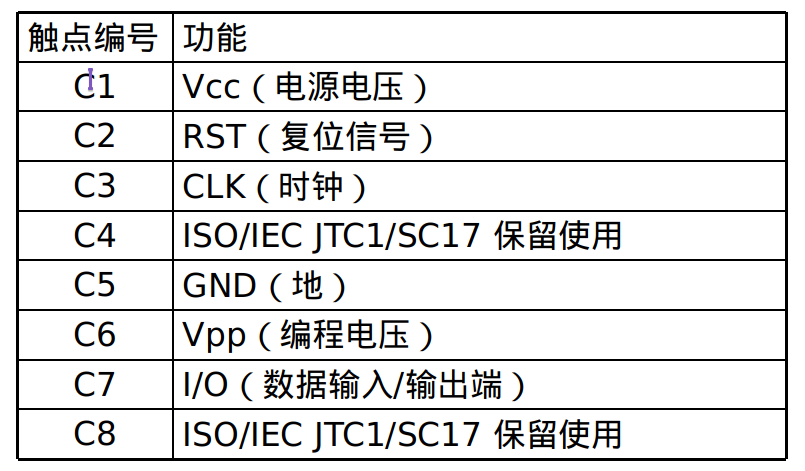 触点编号 功能
C1 Vcc（电源电压）
C2 RST（复位信号）
C3 CLK（时钟）
C4 ISO/IEC JTC1/SC17 保留使用
C5 GND（地）
C6 Vpp（编程电压）
C7 I/O（数据输入/输出端）
C8 ISO/IEC JTC1/SC17 保留使用